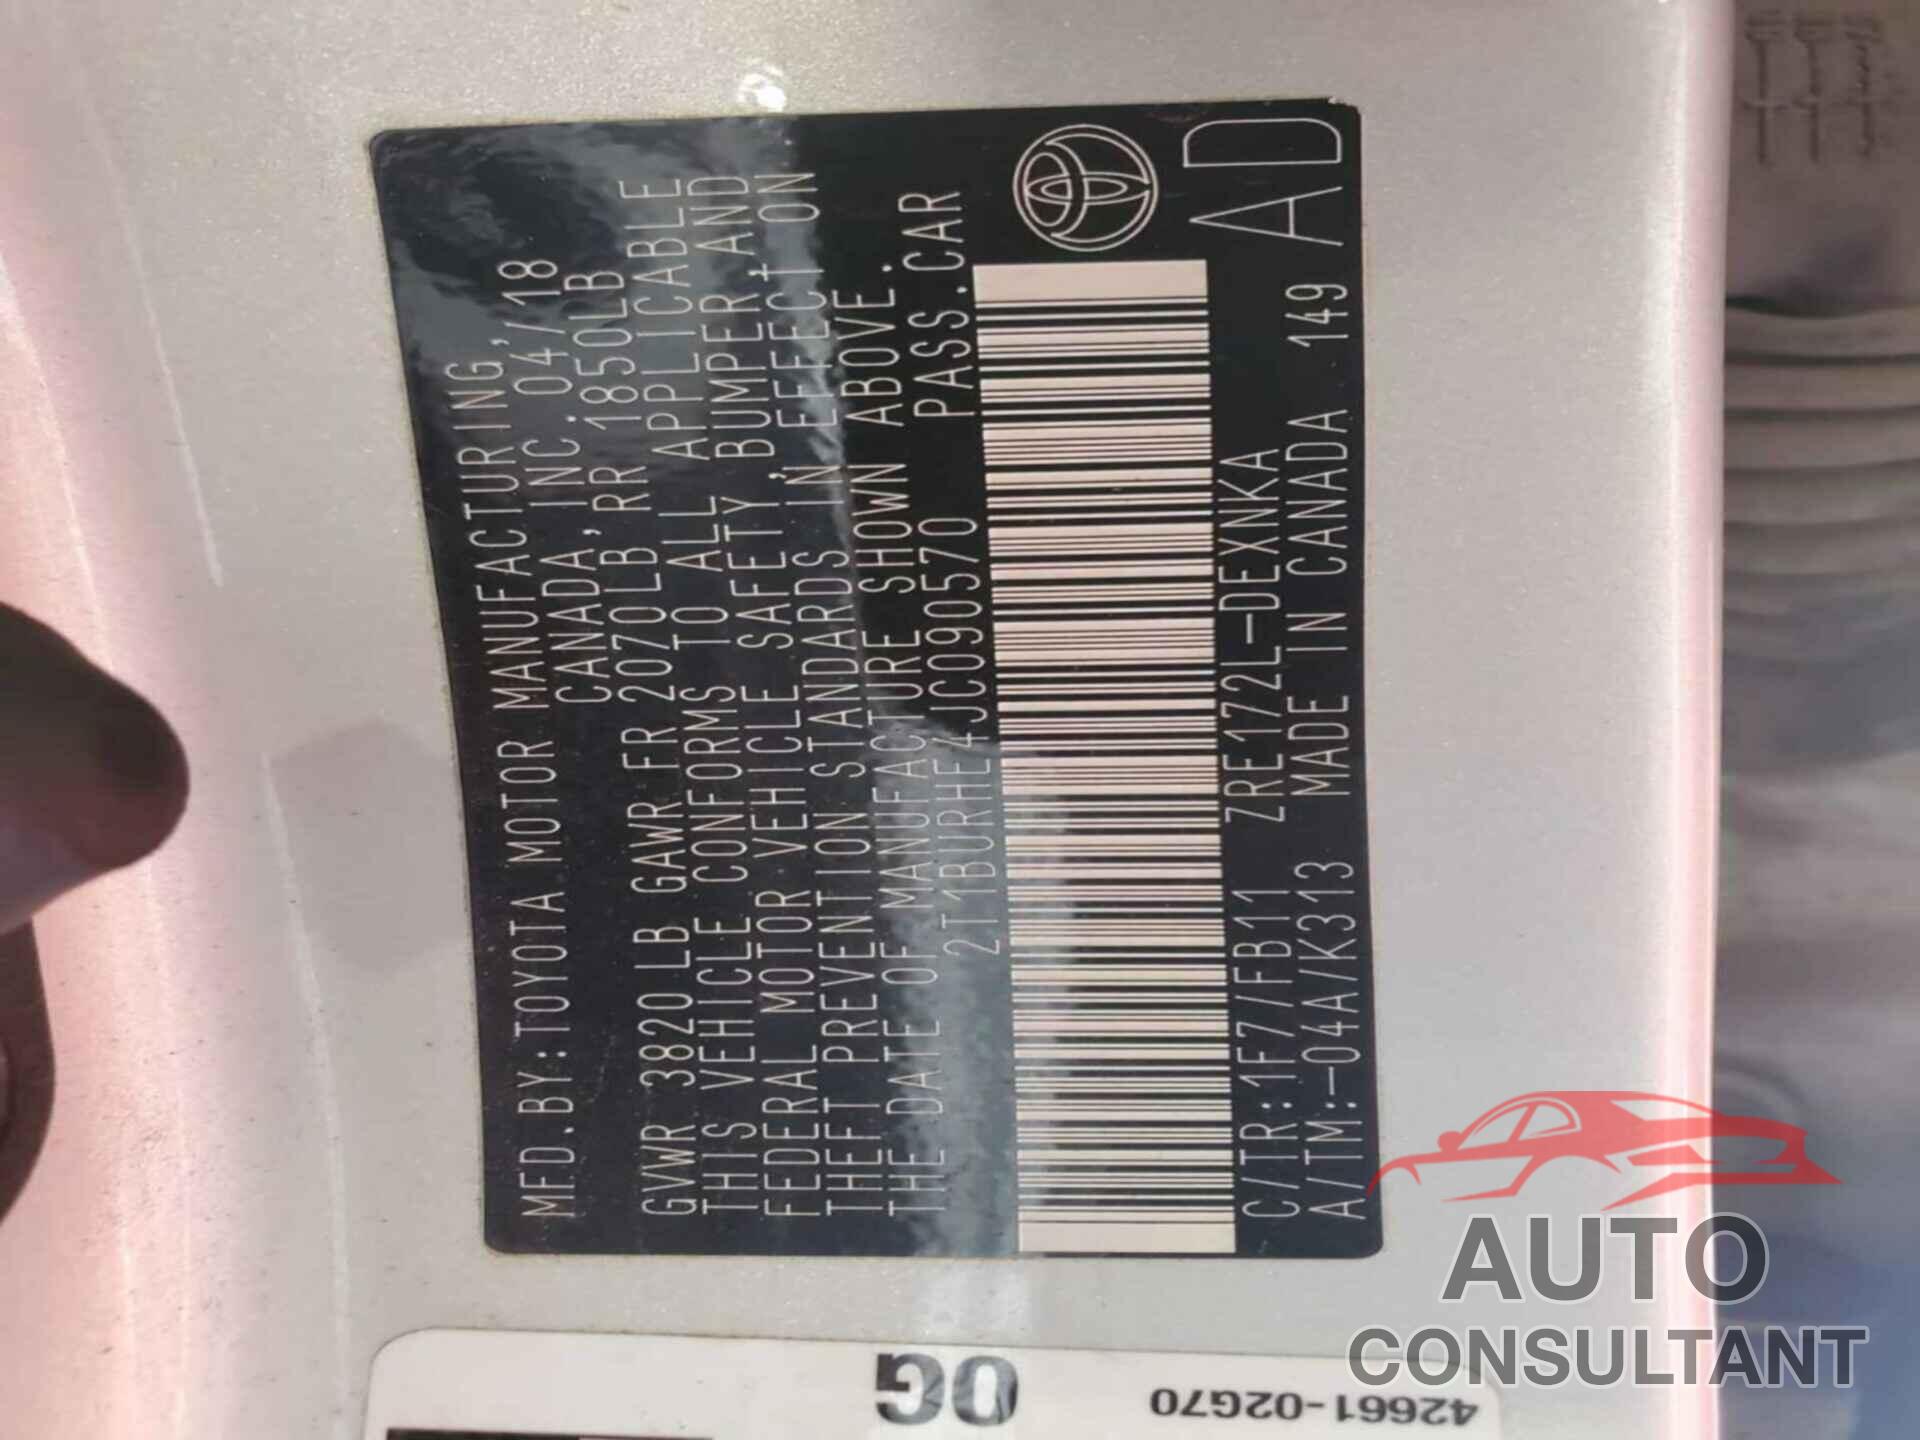 MFD.BY:TOYOTA MOTOR MANUFACTURING,
CANADA,INC. 04/18
GVWR 3820 LB GAWR FR 2070LB,RR 1850LB
THIS VEHICLE CONFORMS TO ALL APPLICABLE
FEDERAL MOTOR VEHICLE SAFETY, BUMPER,AND
THEFT PREVENTION STANDARDS IN EFFECT ON
THE DATE OF MANUFACTURE SHOWN ABOVE.
2T1BURHE4JC090570 PASS.CAR
C/TR:1F7/FB11 ZRE172L-DEXNKA
A/TM:-04A/K313 MADE IN CANADA 149
AD
0G
42661-02G70
AUTO
CONSULTANT